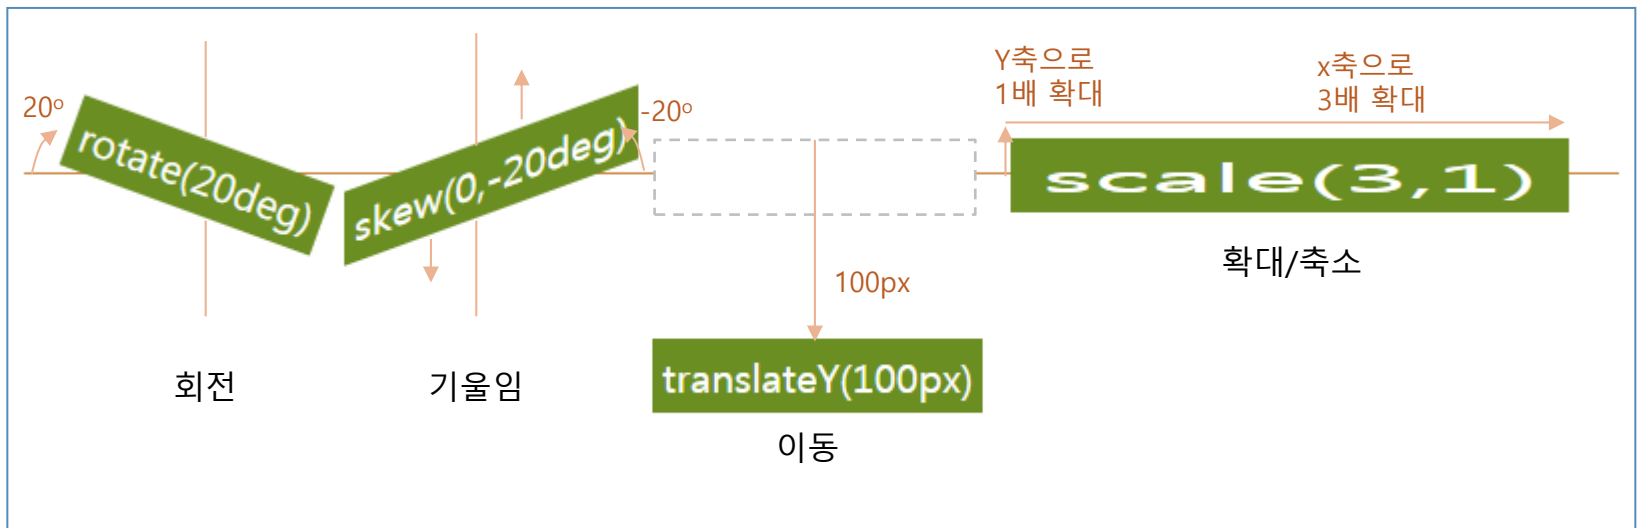 20º
rotate(20deg)
회전
skew(0,-20deg)
-20º
기울임
100px
translateY(100px)
이동
Y축으로
1배 확대
x축으로
3배 확대
scale(3,1)
확대/축소